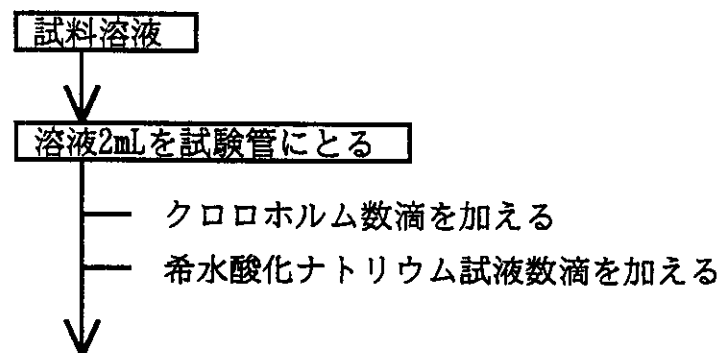 試料溶液
溶液2mLを試験管にとる
クロロホルム数滴を加える
希水酸化ナトリウム試液数滴を加える